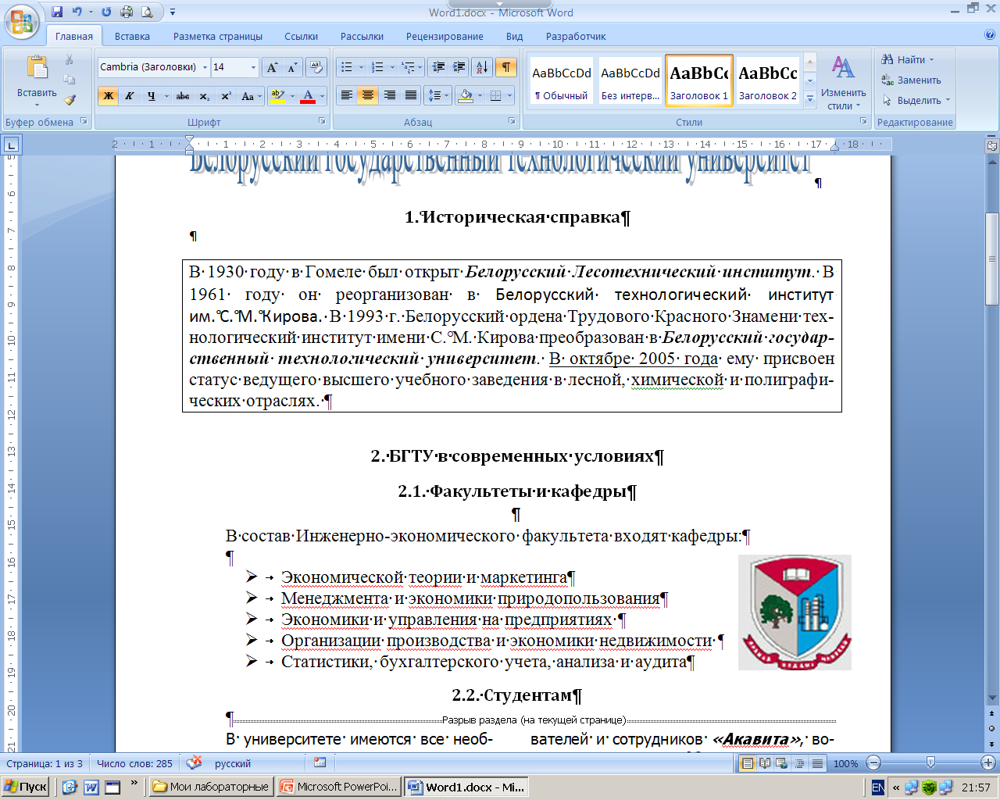 Word1.docx - Microsoft Word
Главная Вставка Разметка страницы Ссылки Рассылки Рецензирование Вид Разработчик
Cambria (Заголовки) 14
AaBbCcDd AaBbCcDd AaBbCc AaBbCc
Вставить
¶ Обычный Без интерв... Заголовок 1 Заголовок 2
Изменить стили
Найти
Заменить
Выделить
Буфер обмена Шрифт Абзац Стили Редактирование
2 1 1 2 3 4 5 6 7 8 9 10 11 12 13 14 15 16 17 18
Белорусский государственный технологический университет ¶
1.°Историческая·справка¶
¶
В· 1930· году· в· Гомеле· был· открыт· Белорусский· Лесотехнический· институт.· В
1961· году· он· реорганизован· в· Белорусский· технологический· институт
им.°С.°М.°Кирова.· В·1993·г.·Белорусский·ордена·Трудового·Красного·Знамени·тех-
нологический·институт·имени·С.°М.·Кирова·преобразован·в·Белорусский·государ-
ственный· технологический· университет.· В· октябре· 2005· года· ему· присвоен
статус·ведущего·высшего·учебного·заведения·в·лесной,·химической·и·полиграфи-
ческих·отраслях.·¶
2.·БГТУ·в·современных·условиях¶
2.1.·Факультеты·и·кафедры¶
¶
В·состав·Инженерно-экономического·факультета·входят·кафедры:¶
¶
Экономической·теории·и·маркетинга¶
Менеджмента·и·экономики·природопользования¶
Экономики·и·управления·на·предприятиях·¶
Организации·производства·и·экономики·недвижимости·¶
Статистики,·бухгалтерского·учета,·анализа·и·аудита¶
2.2.·Студентам¶
¶ Разрыв раздела (на текущей странице)
В· университете· имеются· все· необ- вателей· и· сотрудников· «Акавита»,· во-
Страница: 1 из 3 Число слов: 285 русский 100%
Пуск » Мои лабораторные Microsoft PowerPoi... Word1.docx - Mi... EN « 21:57